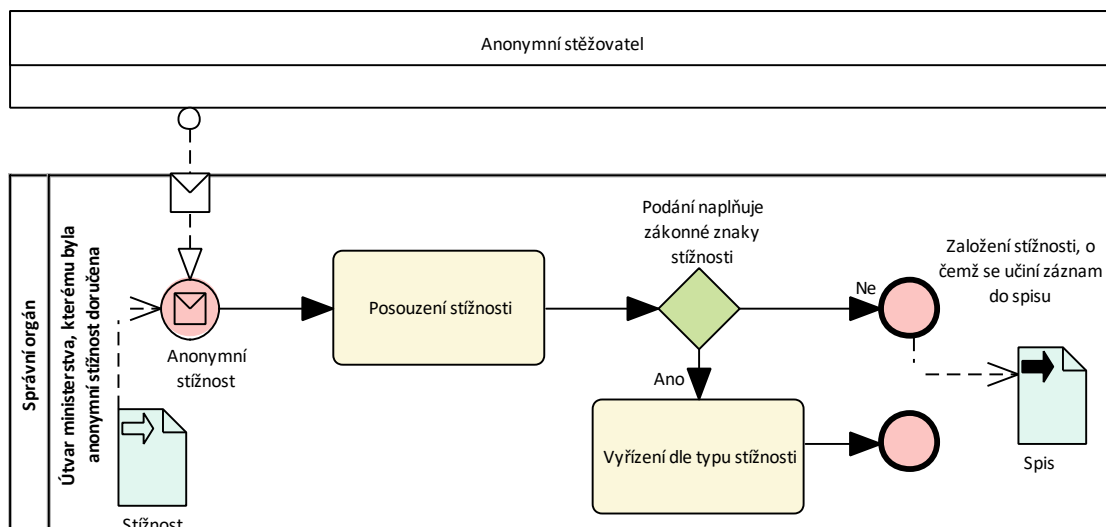 Anonymní stěžovatel
Správní orgán
Útvar ministerstva, kterému byla
anonymní stížnost doručena
Anonymní
stížnost
Stížnost
Posouzení stížnosti
Podání naplňuje
zákonné znaky
stížnosti
Ne
Ano
Založení stížnosti, o
čemž se učiní záznam
do spisu
Vyřízení dle typu stížnosti
Spis